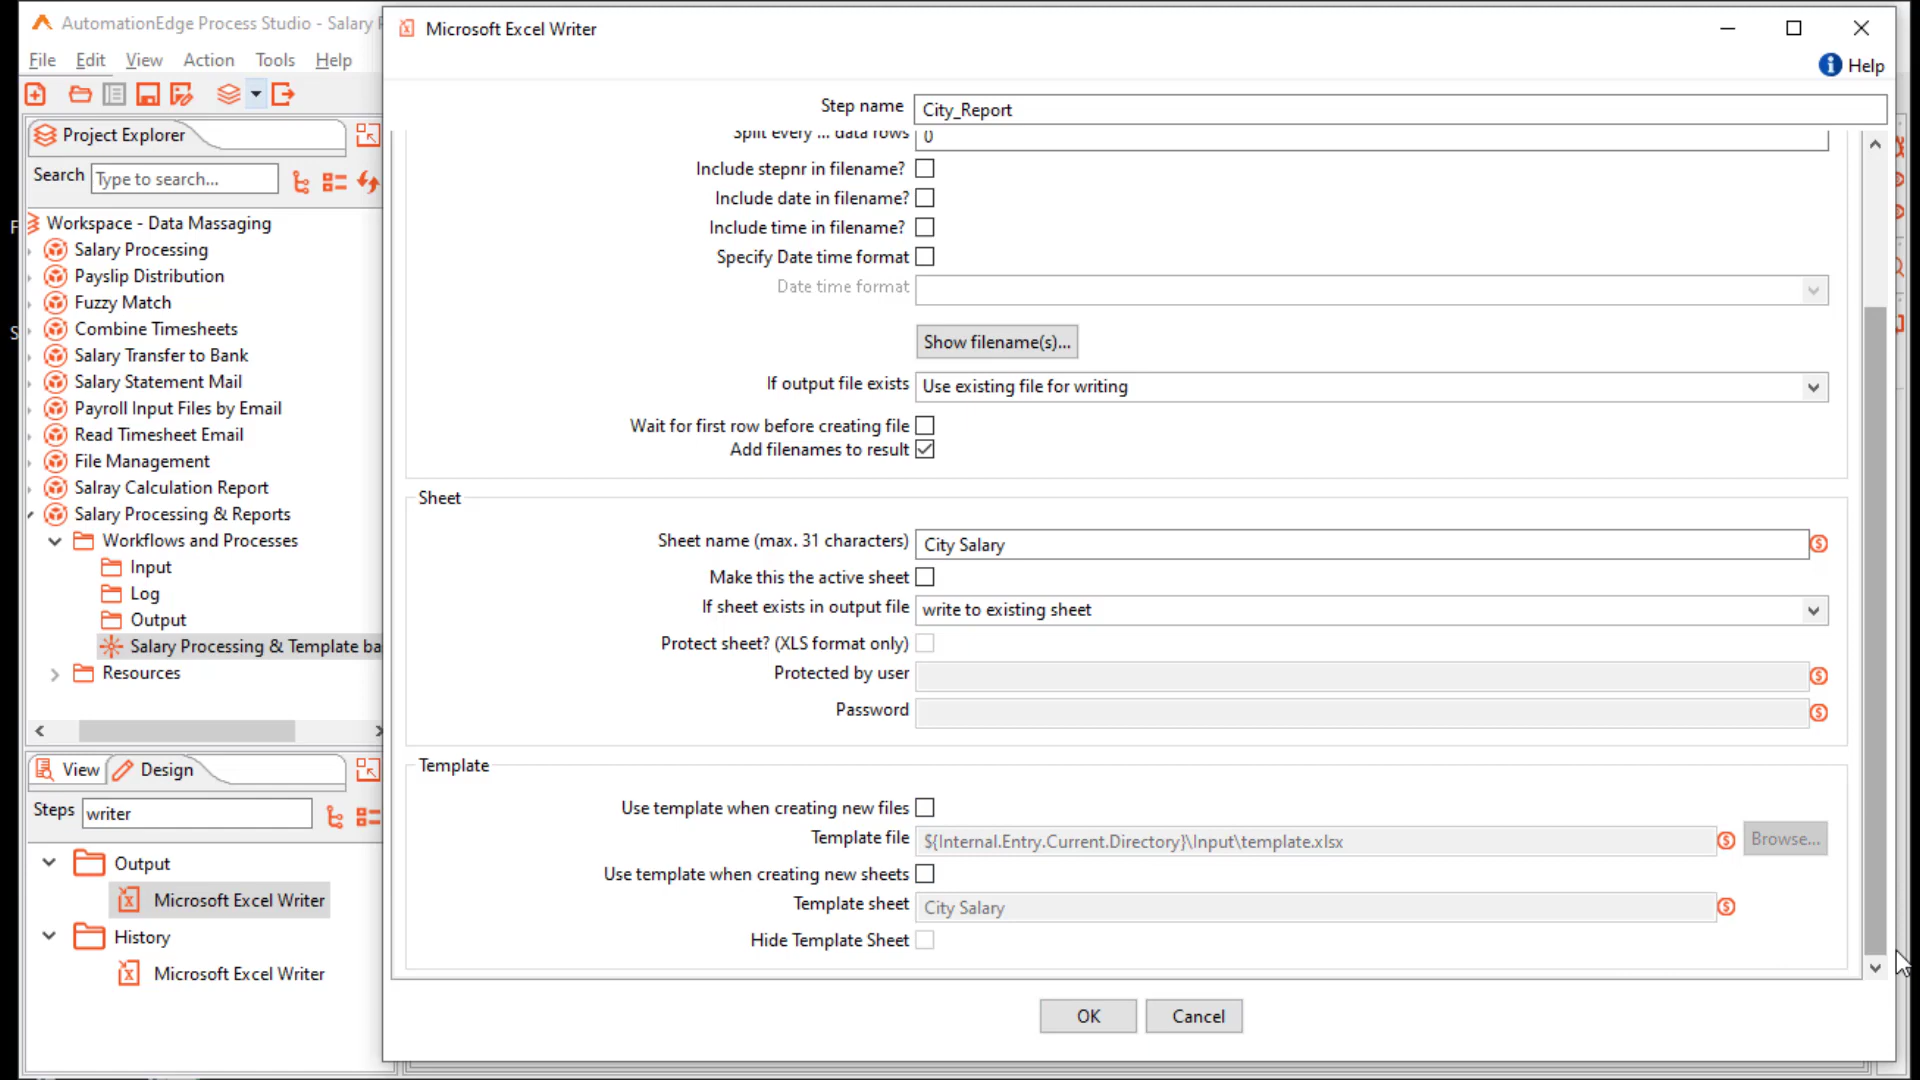 AutomationEdge Process Studio - Salary
Microsoft Excel Writer
File Edit View Action Tools Help
Help
Step name City_Report
Project Explorer
Split every ... data rows 0
Search Type to search...
Include stepnr in filename?
Include date in filename?
Include time in filename?
Specify Date time format
Date time format
Show filename(s)...
If output file exists Use existing file for writing
Wait for first row before creating file
Add filenames to result
Workspace - Data Massaging
Salary Processing
Payslip Distribution
Fuzzy Match
Combine Timesheets
Salary Transfer to Bank
Salary Statement Mail
Payroll Input Files by Email
Read Timesheet Email
File Management
Salray Calculation Report
Salary Processing & Reports
Workflows and Processes
Input
Log
Output
Salary Processing & Template ba
Resources
Sheet
Sheet name (max. 31 characters) City Salary
Make this the active sheet
If sheet exists in output file write to existing sheet
Protect sheet? (XLS format only)
Protected by user
Password
View Design
Steps writer
Output
Microsoft Excel Writer
History
Microsoft Excel Writer
Template
Use template when creating new files
Template file ${Internal.Entry.Current.Directory}\Input\template.xlsx Browse...
Use template when creating new sheets
Template sheet City Salary
Hide Template Sheet
OK Cancel